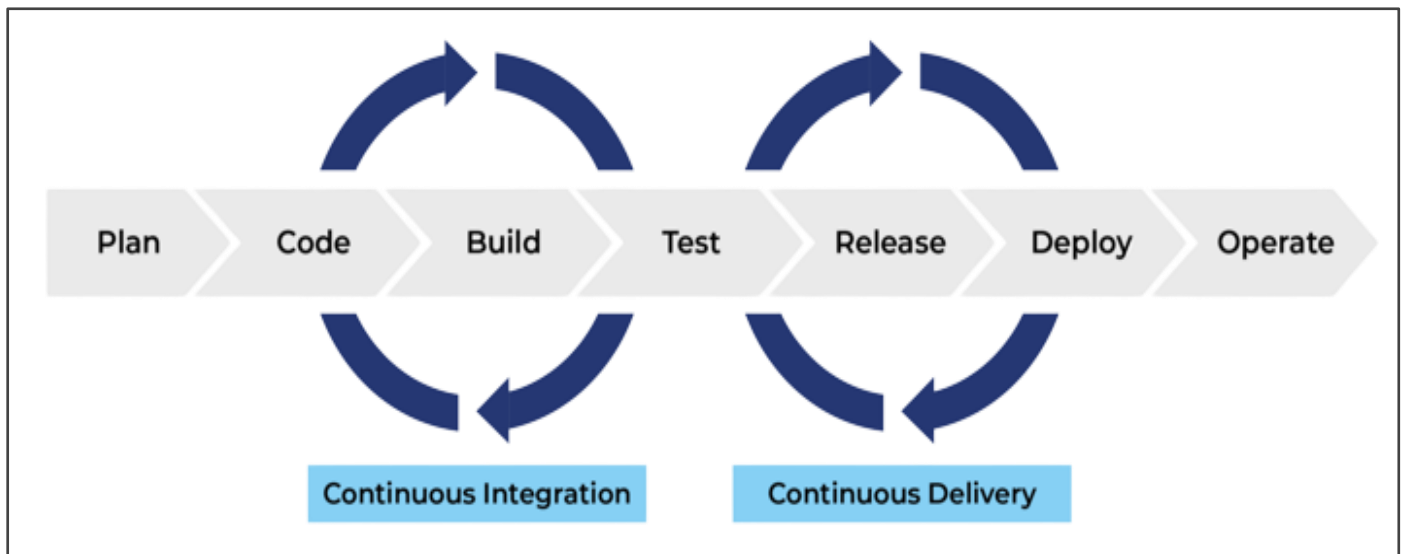 Plan
Code
Build
Test
Release
Deploy
Operate
Continuous Integration
Continuous Delivery